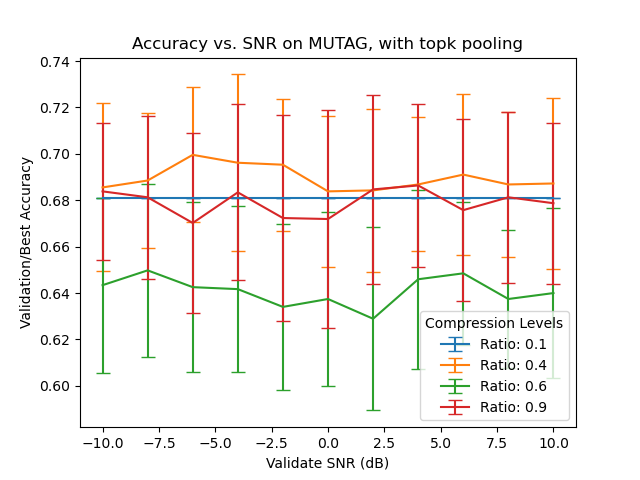 Accuracy vs. SNR on MUTAG, with topk pooling
Validation/Best Accuracy
0.74
0.72
0.70
0.68
0.66
0.64
0.62
0.60
Compression Levels
Ratio: 0.1
Ratio: 0.4
Ratio: 0.6
Ratio: 0.9
−10.0 −7.5 −5.0 −2.5 0.0 2.5 5.0 7.5 10.0
Validate SNR (dB)